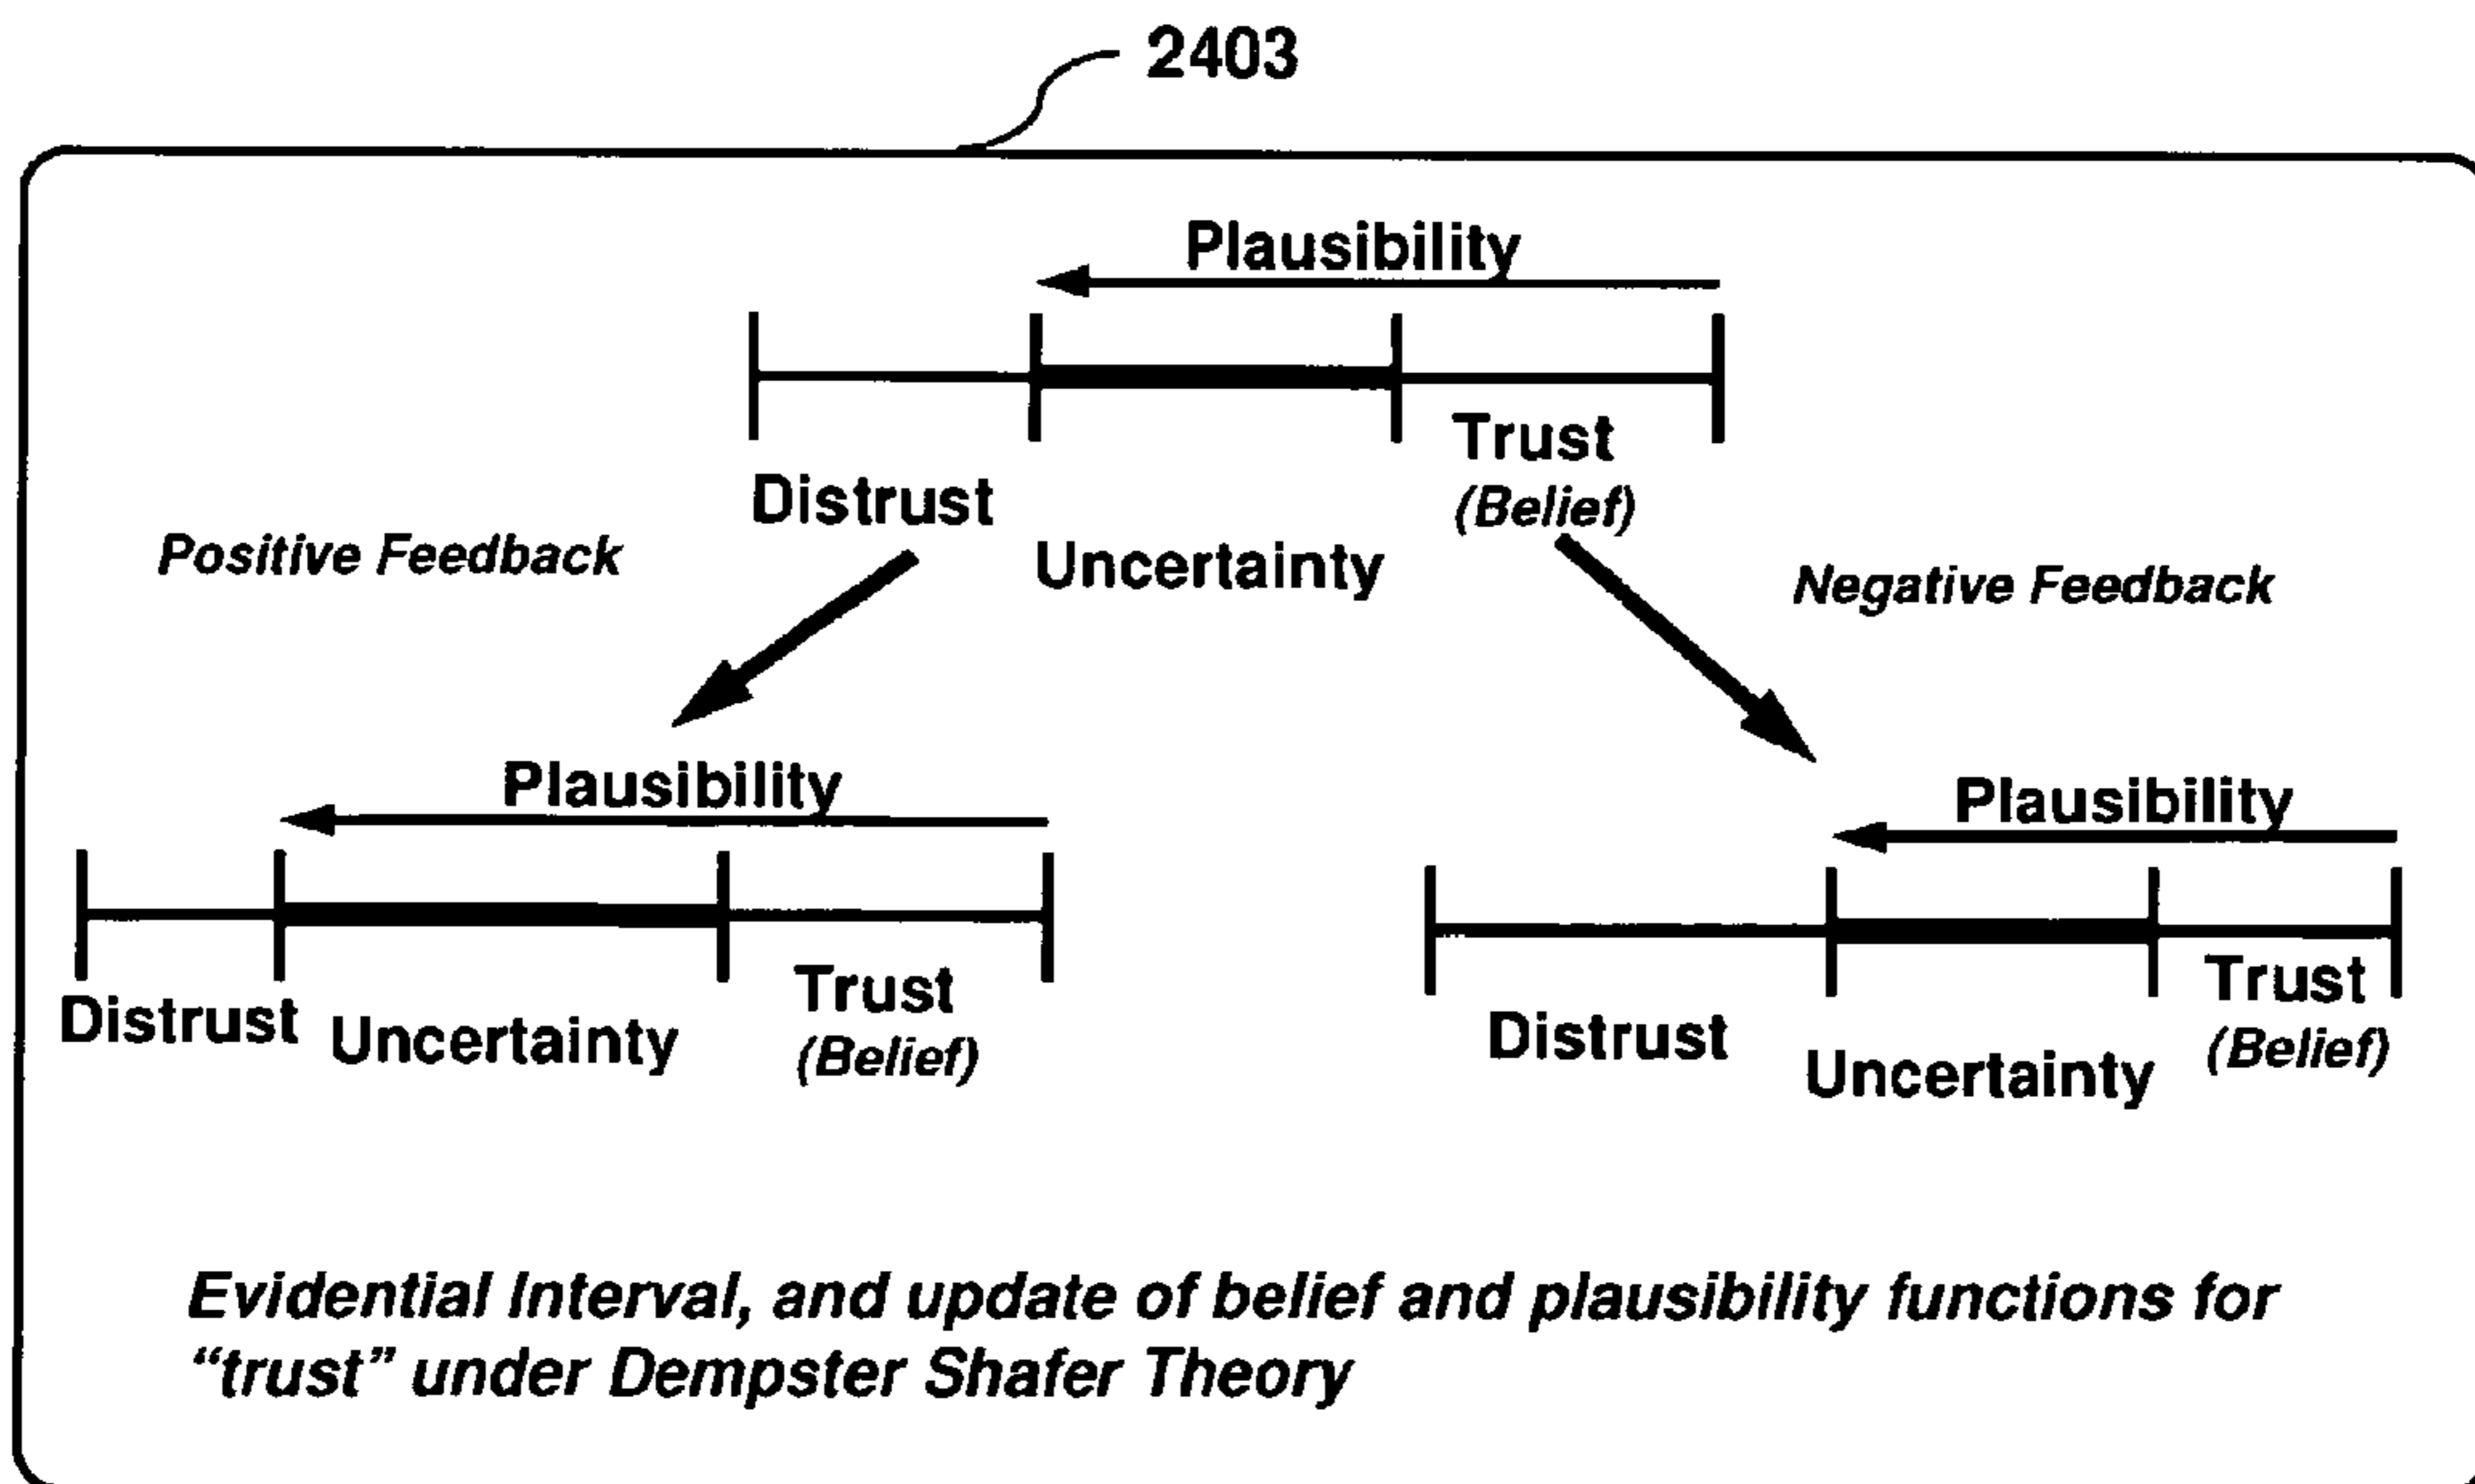 2403
Plausibility
Trust
(Belief)
Distrust
Uncertainty
Positive Feedback
Negative Feedback
Plausibility
Distrust
Uncertainty
Trust
(Belief)
Plausibility
Distrust
Uncertainty
Trust
(Belief)
Evidential Interval, and update of belief and plausibility functions for
“trust” under Dempster Shafer Theory